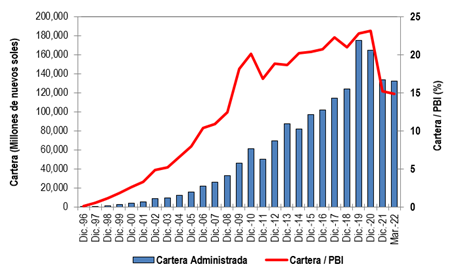 Cartera (Millones de nuevos soles)
200,000
180,000
160,000
140,000
120,000
100,000
80,000
60,000
40,000
20,000
0
25
20
15
10
5
0
Cartera / PBI (%)
Dic.-96
Dic.-97
Dic.-98
Dic.-99
Dic.-00
Dic.-01
Dic.-02
Dic.-03
Dic.-04
Dic.-05
Dic.-06
Dic.-07
Dic.-08
Dic.-09
Dic.-10
Dic.-11
Dic.-12
Dic.-13
Dic.-14
Dic.-15
Dic.-16
Dic.-17
Dic.-18
Dic.-19
Dic.-20
Dic.-21
Mar.-22
Cartera Administrada
Cartera / PBI